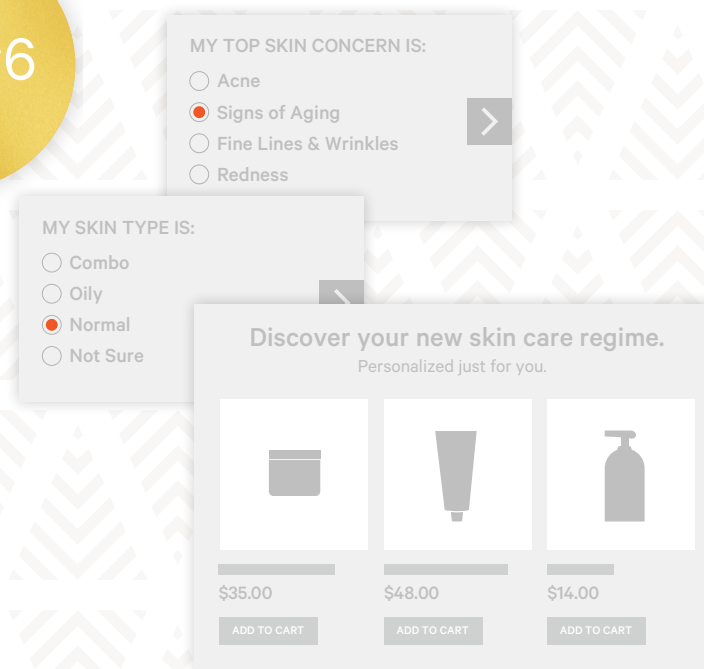 6
MY TOP SKIN CONCERN IS:
Acne
Signs of Aging
Fine Lines & Wrinkles
Redness
MY SKIN TYPE IS:
Combo
Oily
Normal
Not Sure
Discover your new skin care regime.
Personalized just for you.
$35.00
$48.00
$14.00
ADD TO CART
ADD TO CART
ADD TO CART